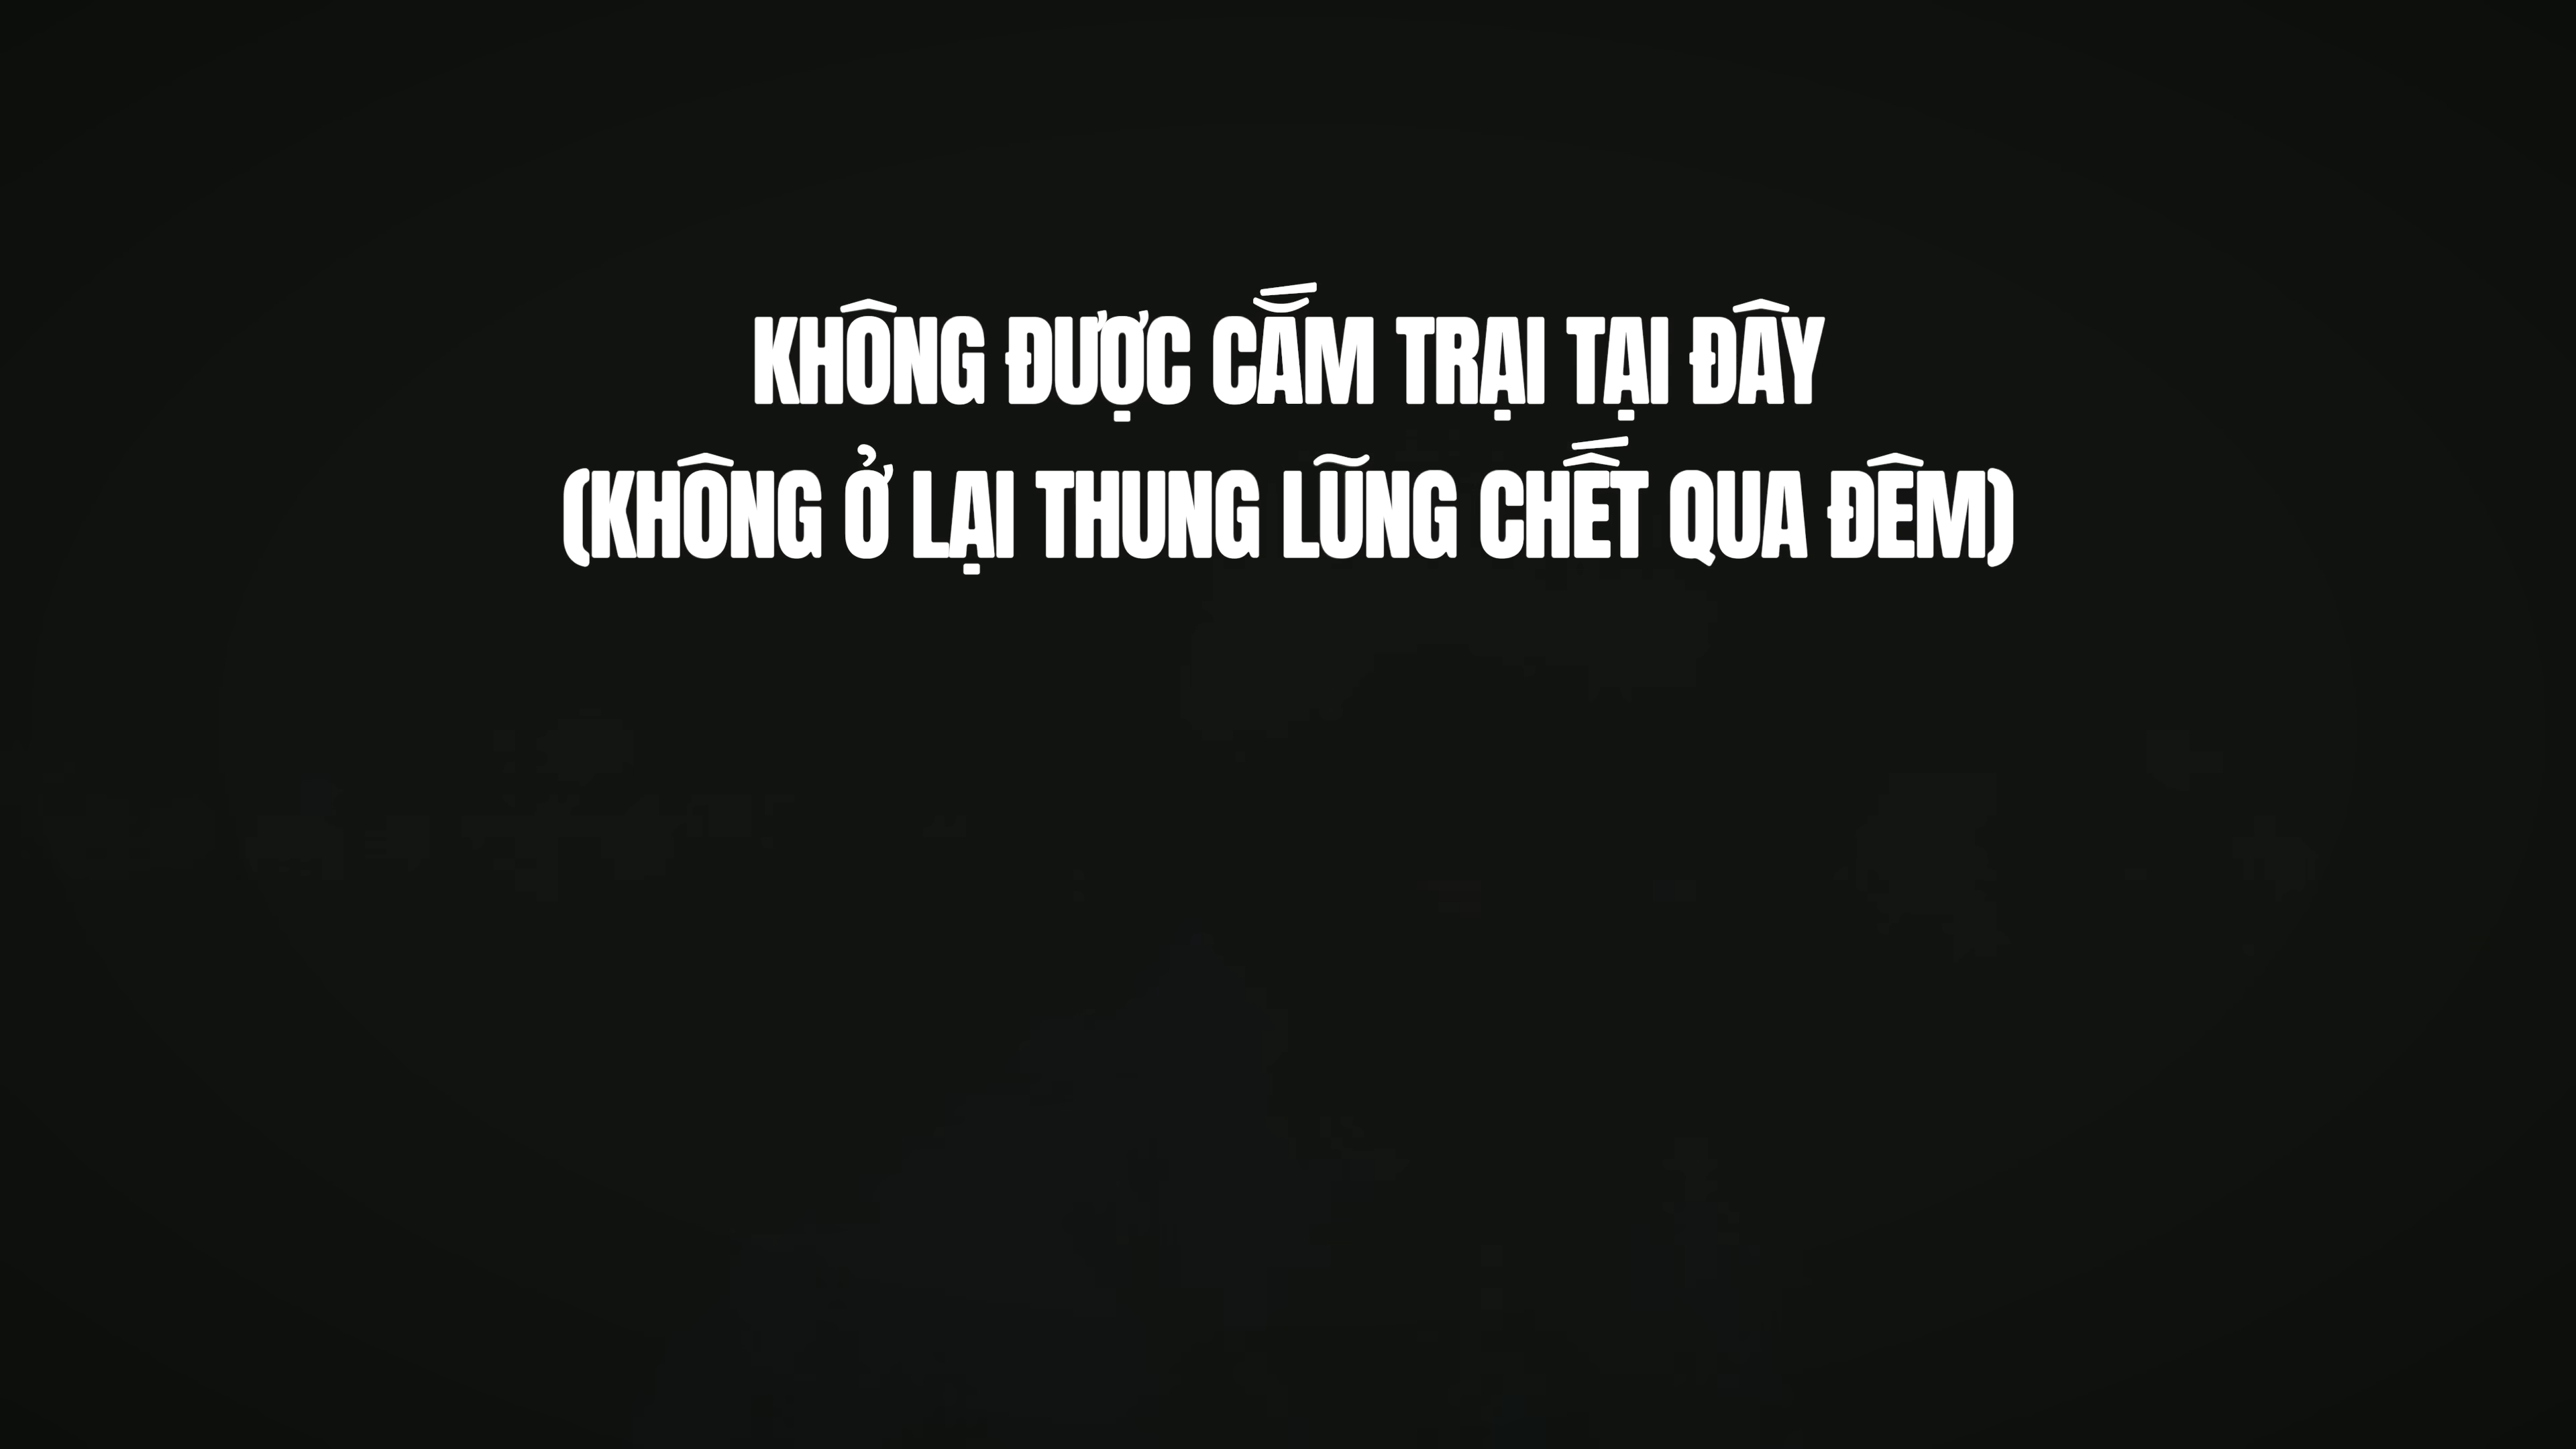 KHÔNG ĐƯỢC CẮM TRẠI TẠI ĐÂY
(KHÔNG Ở LẠI THUNG LŨNG CHẾT QUA ĐÊM)